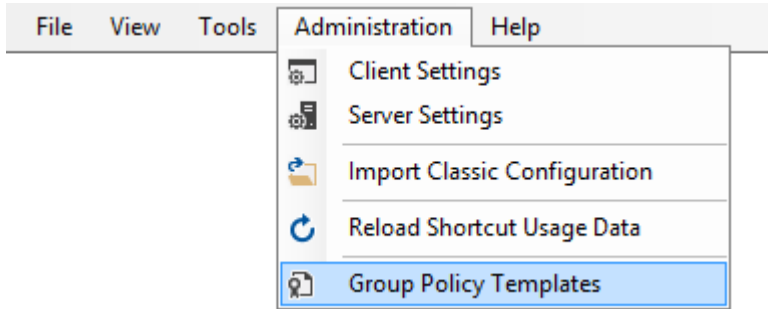 File View Tools Administration Help
Client Settings
Server Settings
Import Classic Configuration
Reload Shortcut Usage Data
Group Policy Templates